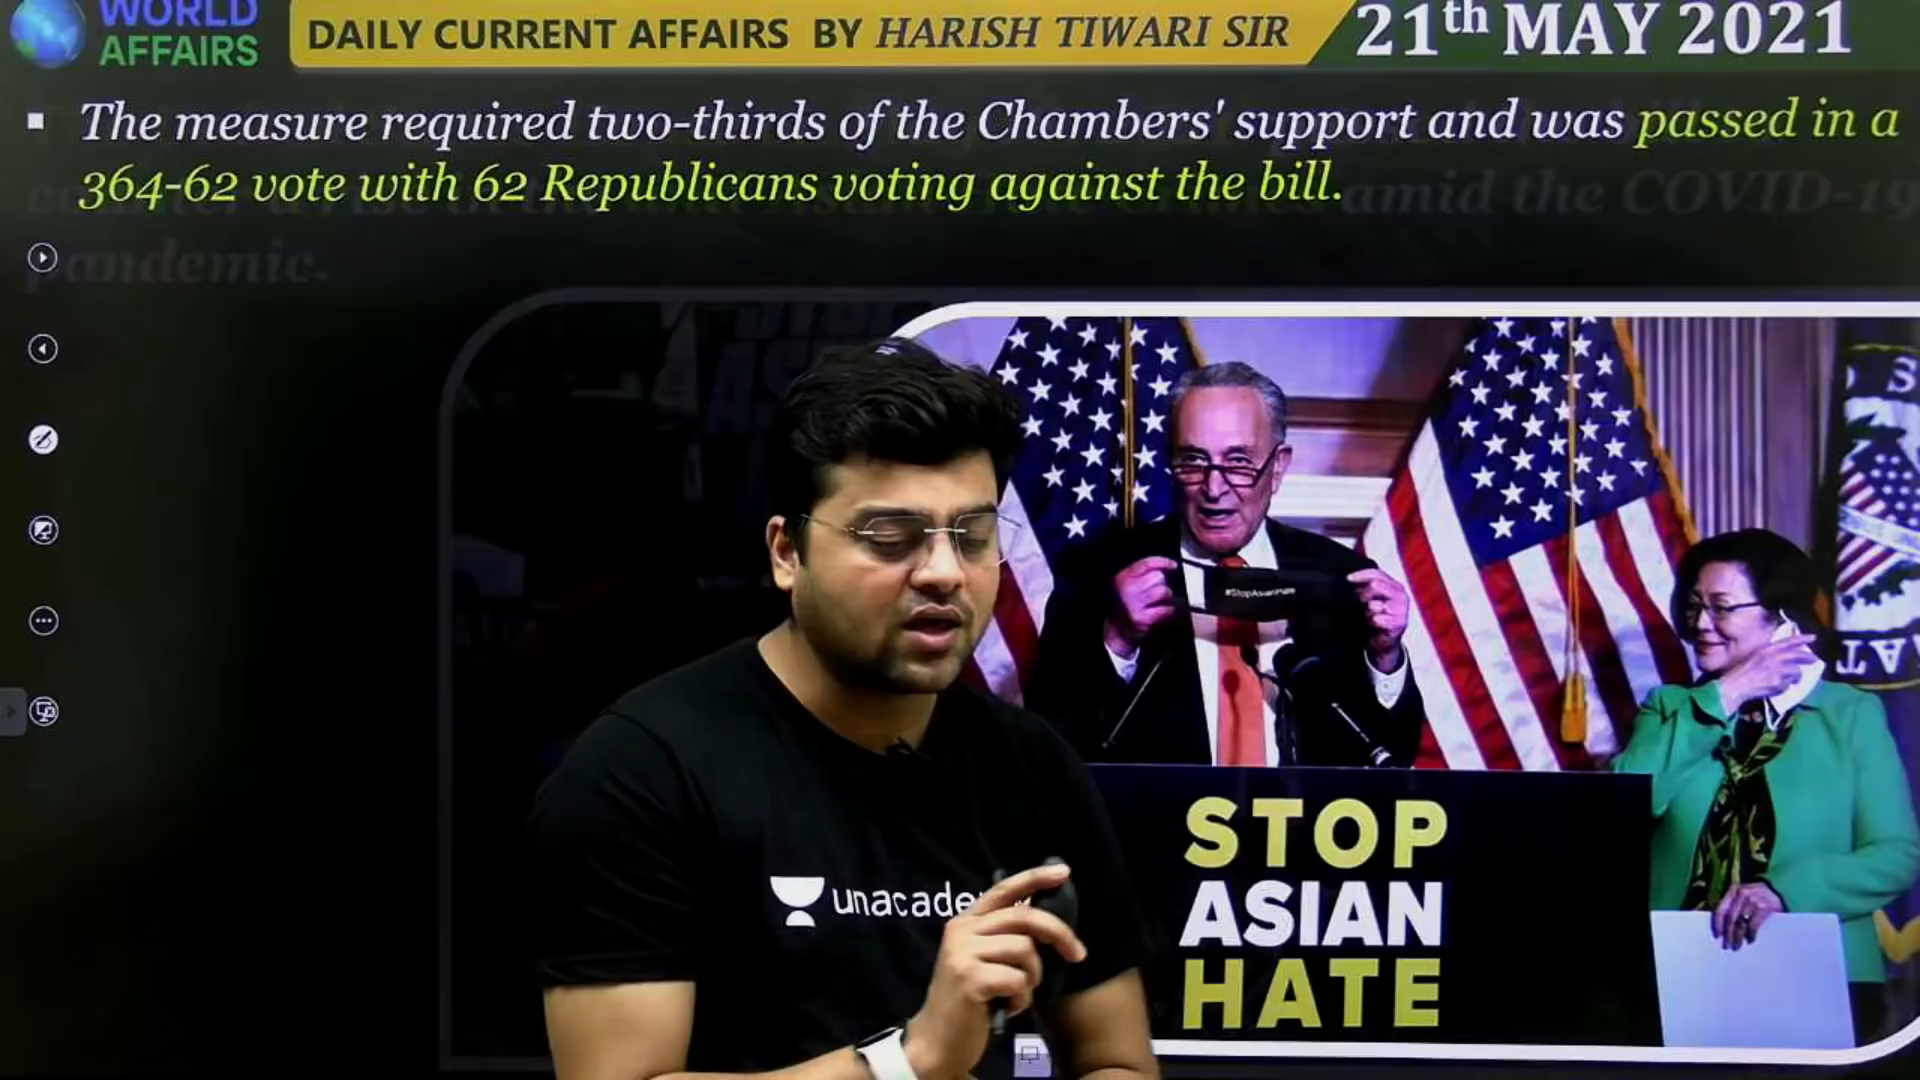 WORLD
AFFAIRS
DAILY CURRENT AFFAIRS BY HARISH TIWARI SIR
21th MAY 2021
▪ The measure required two-thirds of the Chambers' support and was passed in a
364-62 vote with 62 Republicans voting against the bill.
amid the COVID-19
pandemic.
#StopAsianHate
STOP
ASIAN
HATE
unacade